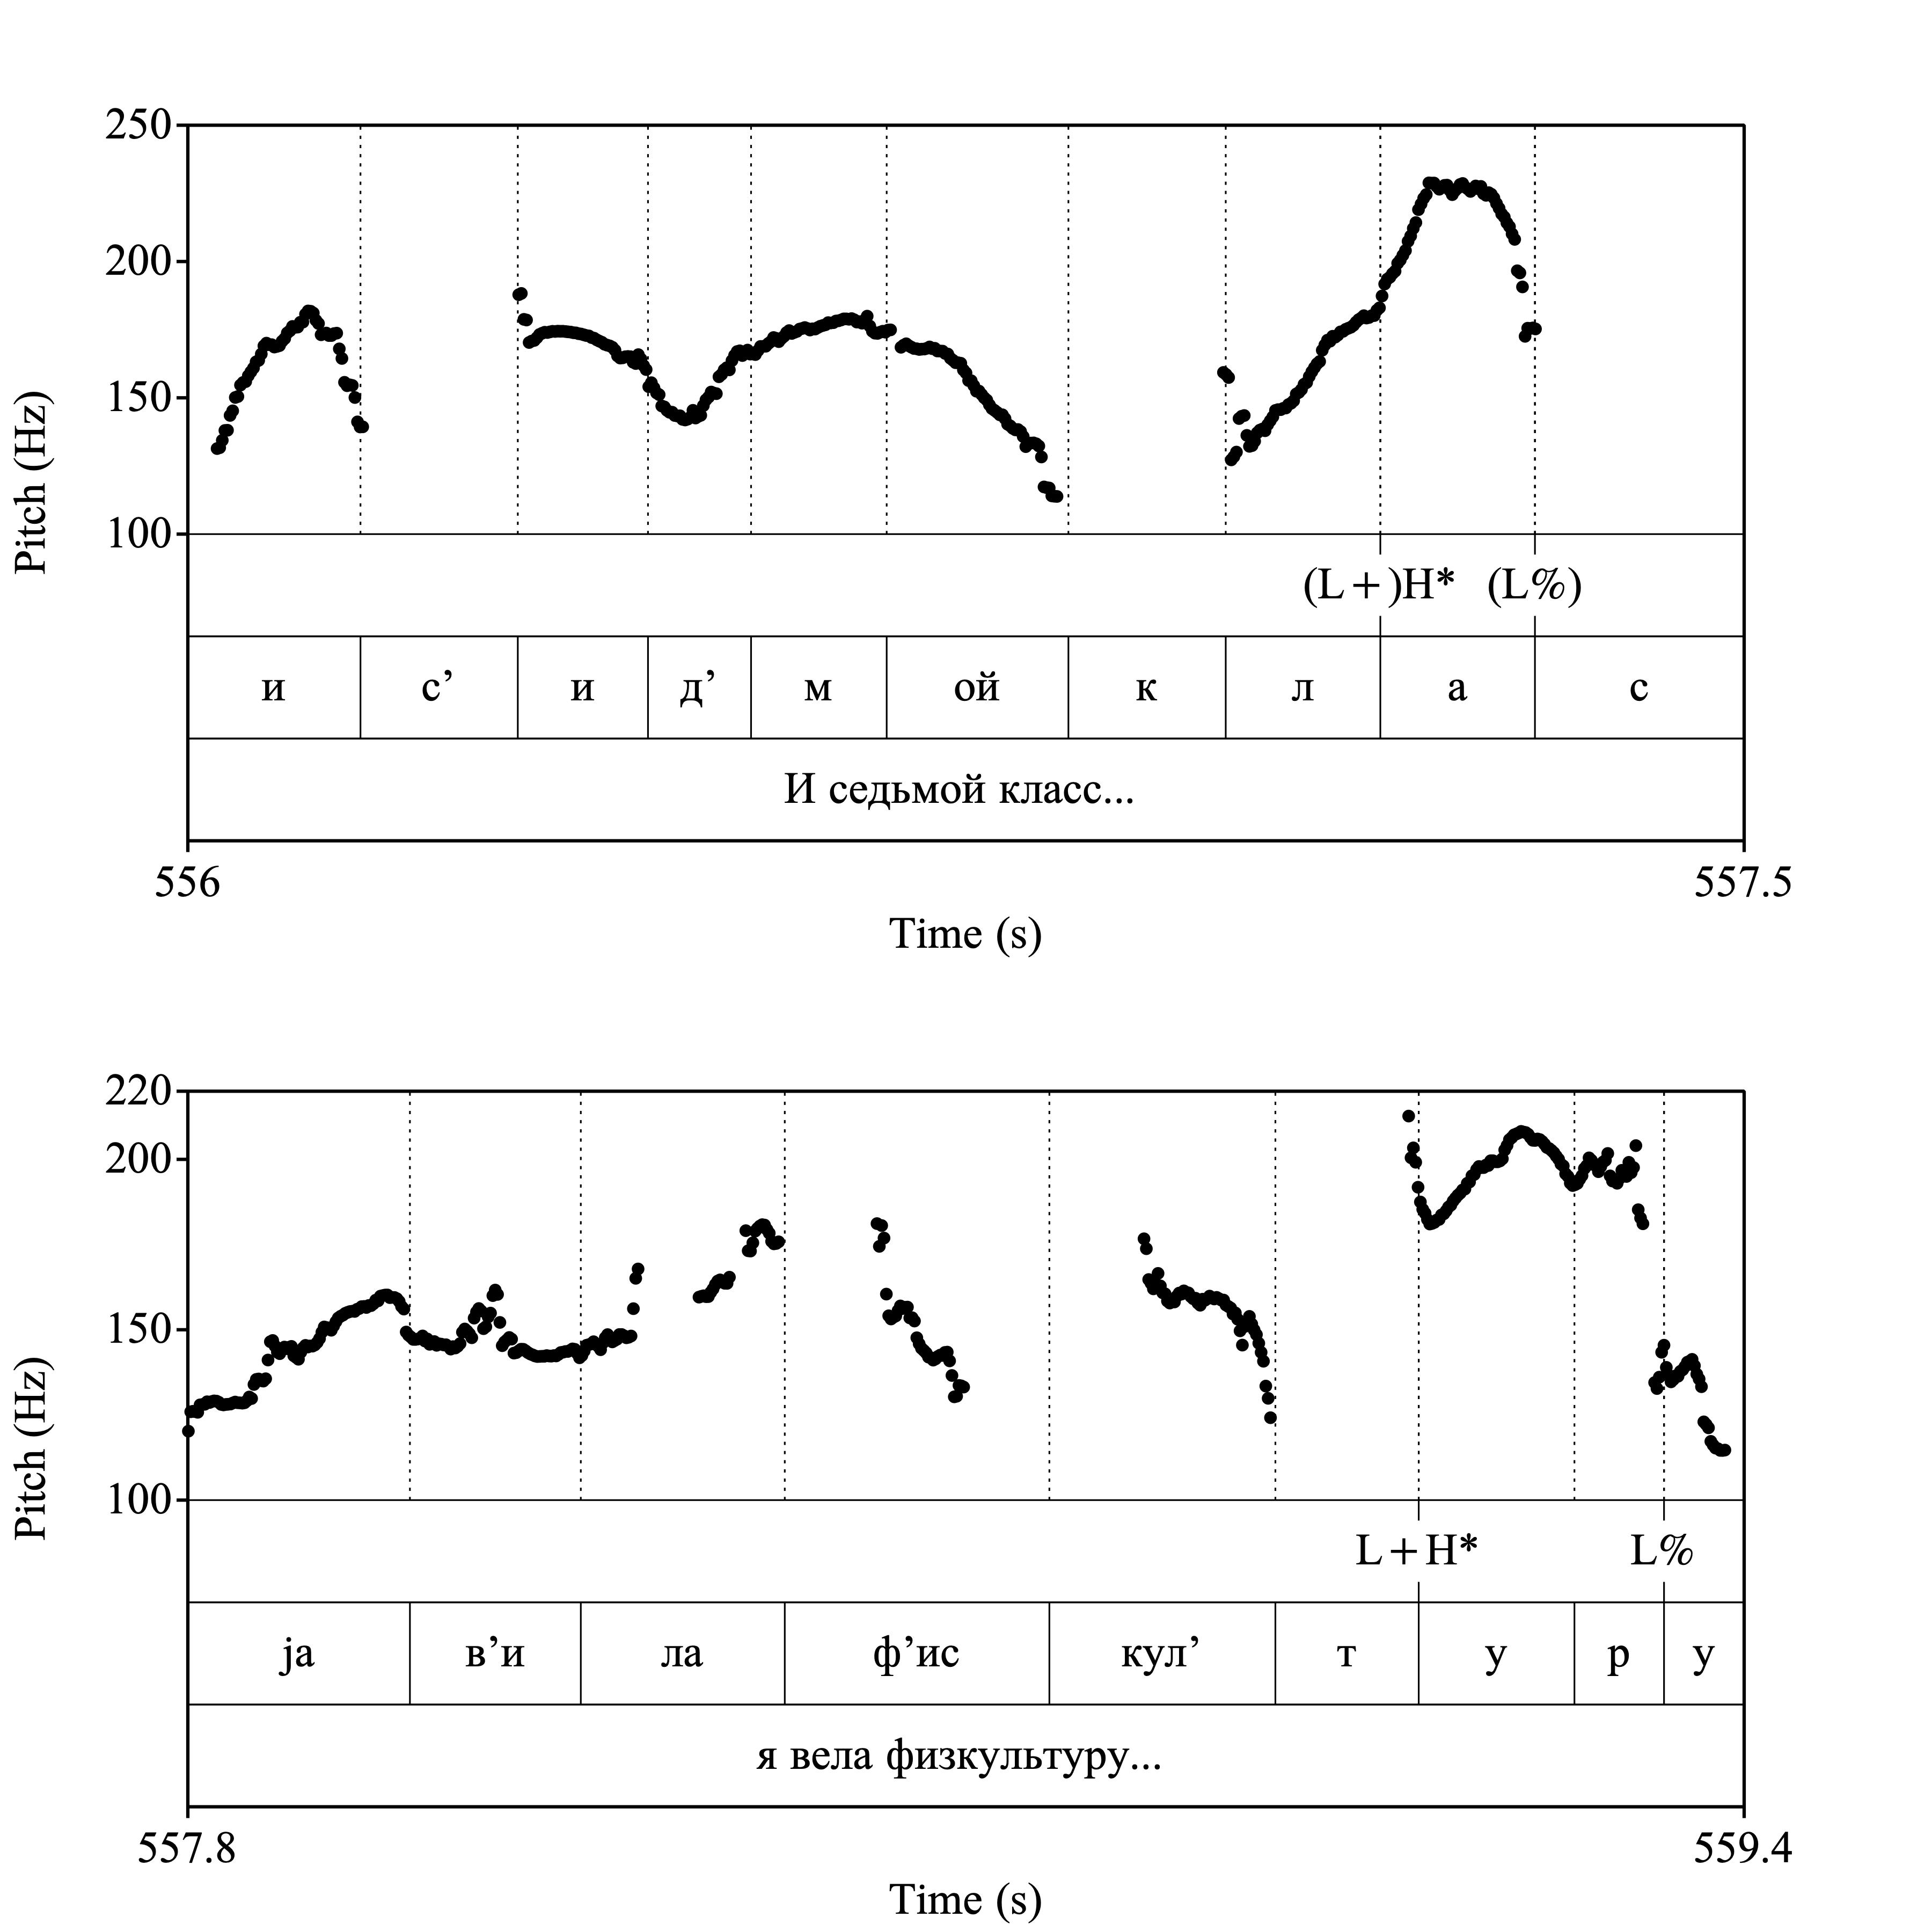 250
200
150
100
Pitch (Hz)
(L+)H* (L%)
и с’ и д’ м ой к л а с
И седьмой класс...
556 557.5
Time (s)
220
200
150
100
Pitch (Hz)
L+H* L%
ја в’и ла ф’ис кул’ т у р у
я вела физкультуру...
557.8 559.4
Time (s)